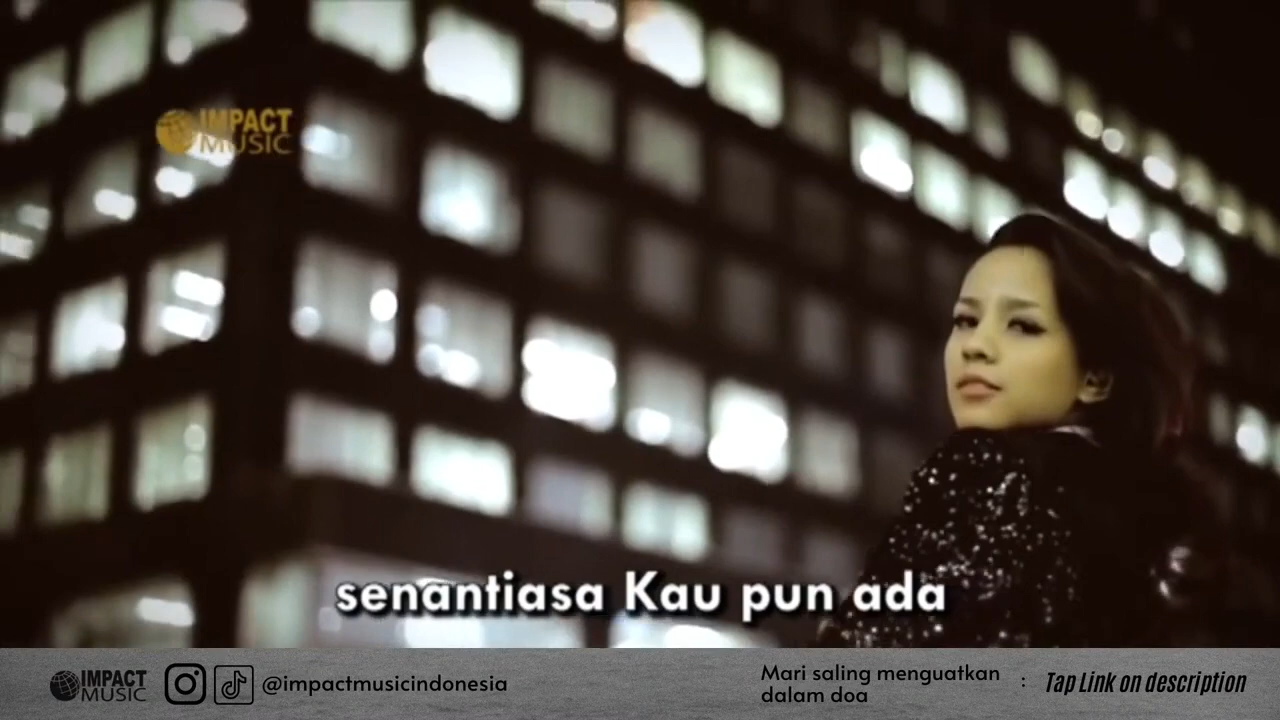 IMPACT
MUSIC
senantiasa Kau pun ada
IMPACT
MUSIC
@impactmusicindonesia
Mari saling menguatkan
dalam doa
:
Tap Link on description